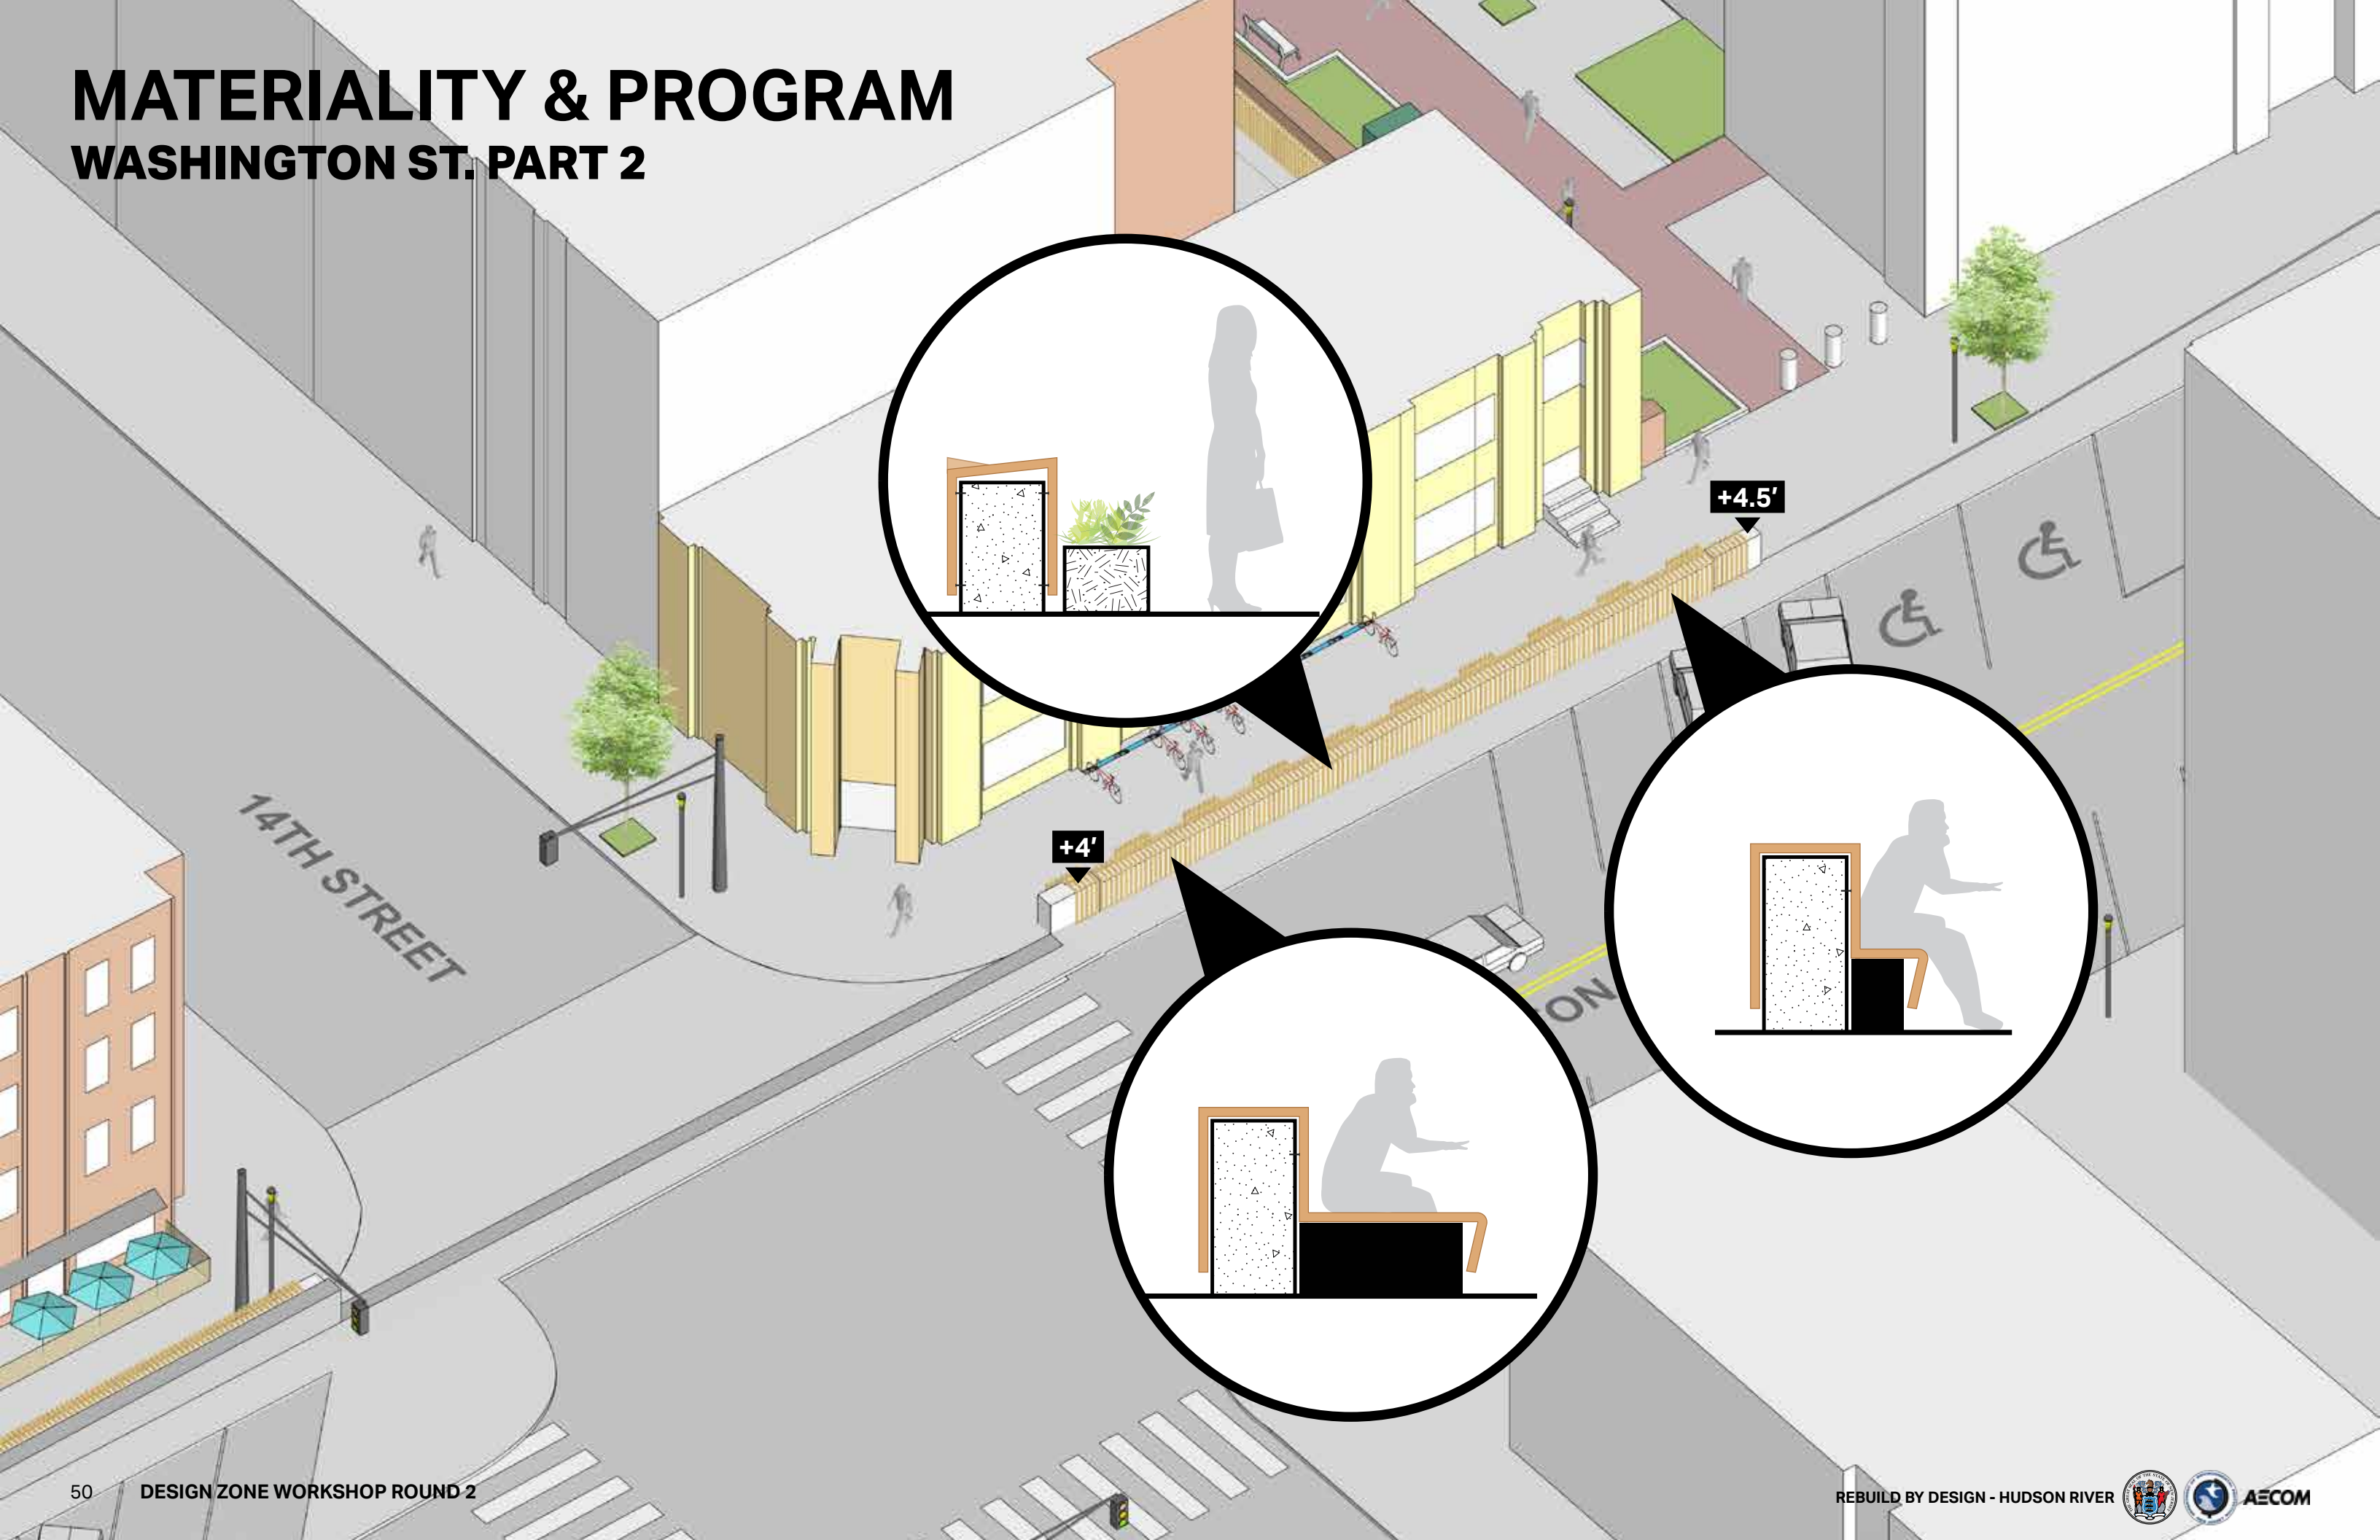 MATERIALITY & PROGRAM
WASHINGTON ST. PART 2
+4.5′
+4′
14TH STREET
ON
50
DESIGN ZONE WORKSHOP ROUND 2
REBUILD BY DESIGN - HUDSON RIVER
AECOM